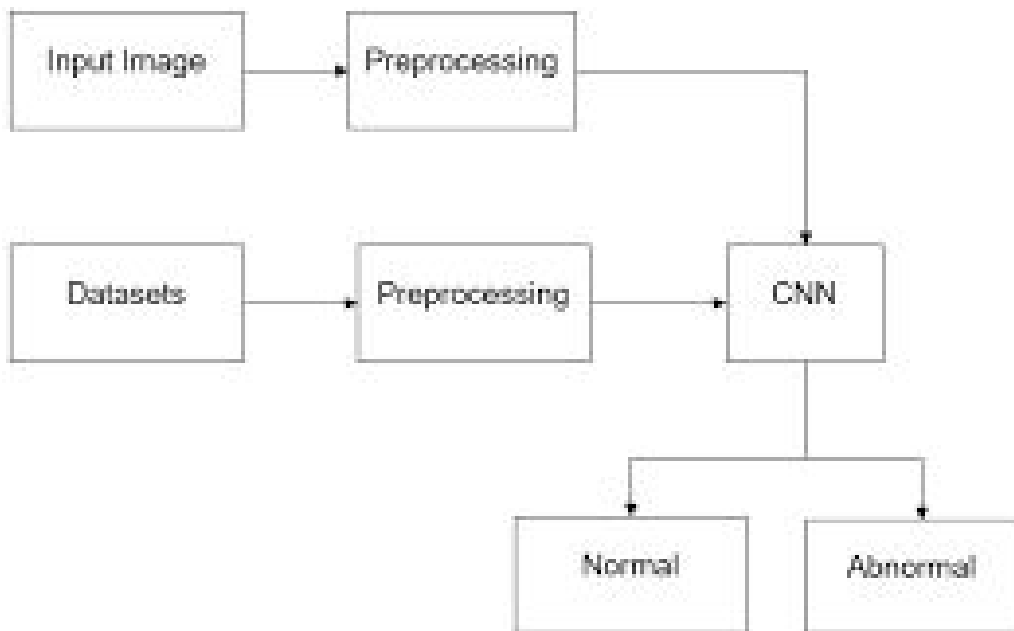 Input Image
Preprocessing
Datasets
Preprocessing
CNN
Normal
Abnormal